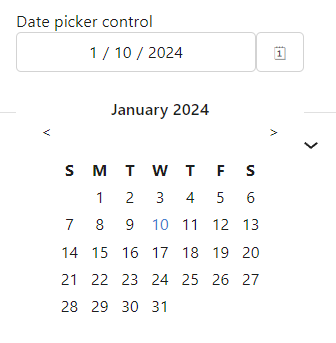 Date picker control
1 / 10 / 2024
1
January 2024
< >
S M T W T F S
1 2 3 4 5 6
7 8 9 10 11 12 13
14 15 16 17 18 19 20
21 22 23 24 25 26 27
28 29 30 31